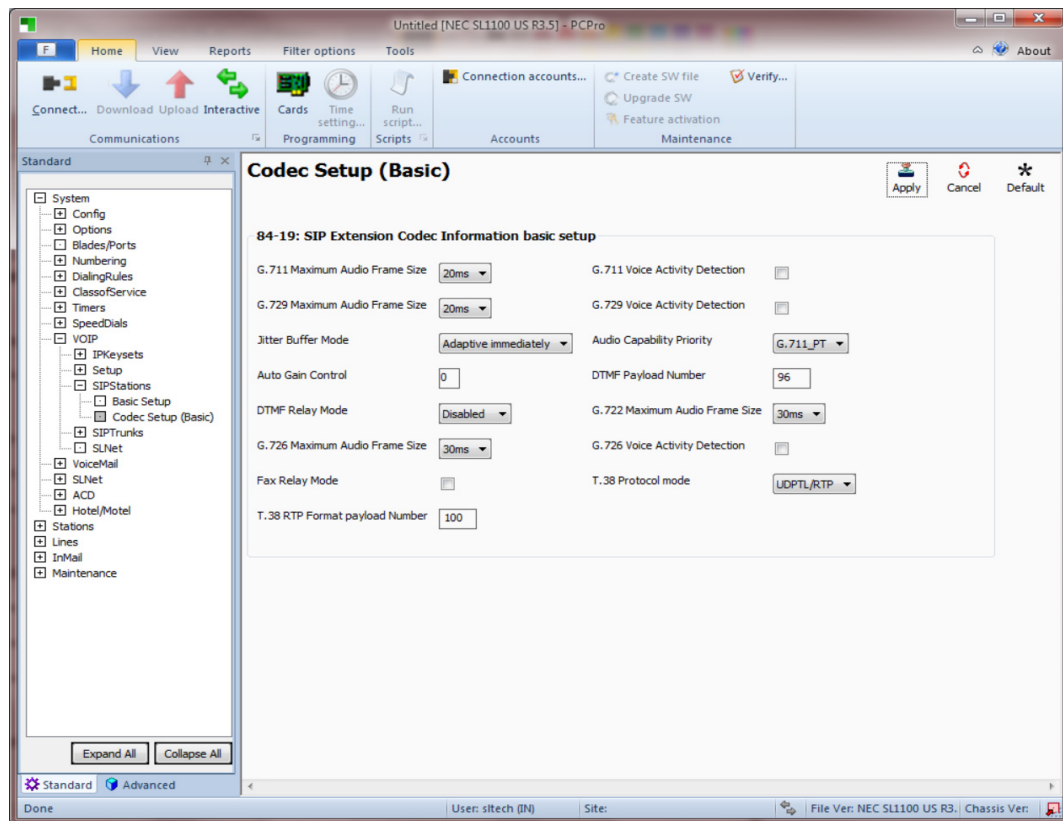 Untitled [NEC SL1100 US R3.5] - PCPro
F Home View Reports Filter options Tools About
Connect... Download Upload Interactive Cards Time setting... Run script... Connection accounts... C* Create SW file Verify...
Upgrade SW
Feature activation
Communications Programming Scripts Accounts Maintenance
Standard
System
Config
Options
Blades/Ports
Numbering
DialingRules
ClassofService
Timers
SpeedDials
VOIP
IPKeysets
Setup
SIPStations
Basic Setup
Codec Setup (Basic)
SIPTrunks
SLNet
VoiceMail
SLNet
ACD
Hotel/Motel
Stations
Lines
InMail
Maintenance
Expand All Collapse All
Standard Advanced
Codec Setup (Basic)
Apply Cancel Default
84-19: SIP Extension Codec Information basic setup
G.711 Maximum Audio Frame Size 20ms G.711 Voice Activity Detection
G.729 Maximum Audio Frame Size 20ms G.729 Voice Activity Detection
Jitter Buffer Mode Adaptive immediately Audio Capability Priority G.711_PT
Auto Gain Control 0 DTMF Payload Number 96
DTMF Relay Mode Disabled G.722 Maximum Audio Frame Size 30ms
G.726 Maximum Audio Frame Size 30ms G.726 Voice Activity Detection
Fax Relay Mode T.38 Protocol mode UDPTL/RTP
T.38 RTP Format payload Number 100
Done User: sltech (IN) Site: File Ver: NEC SL1100 US R3. Chassis Ver: